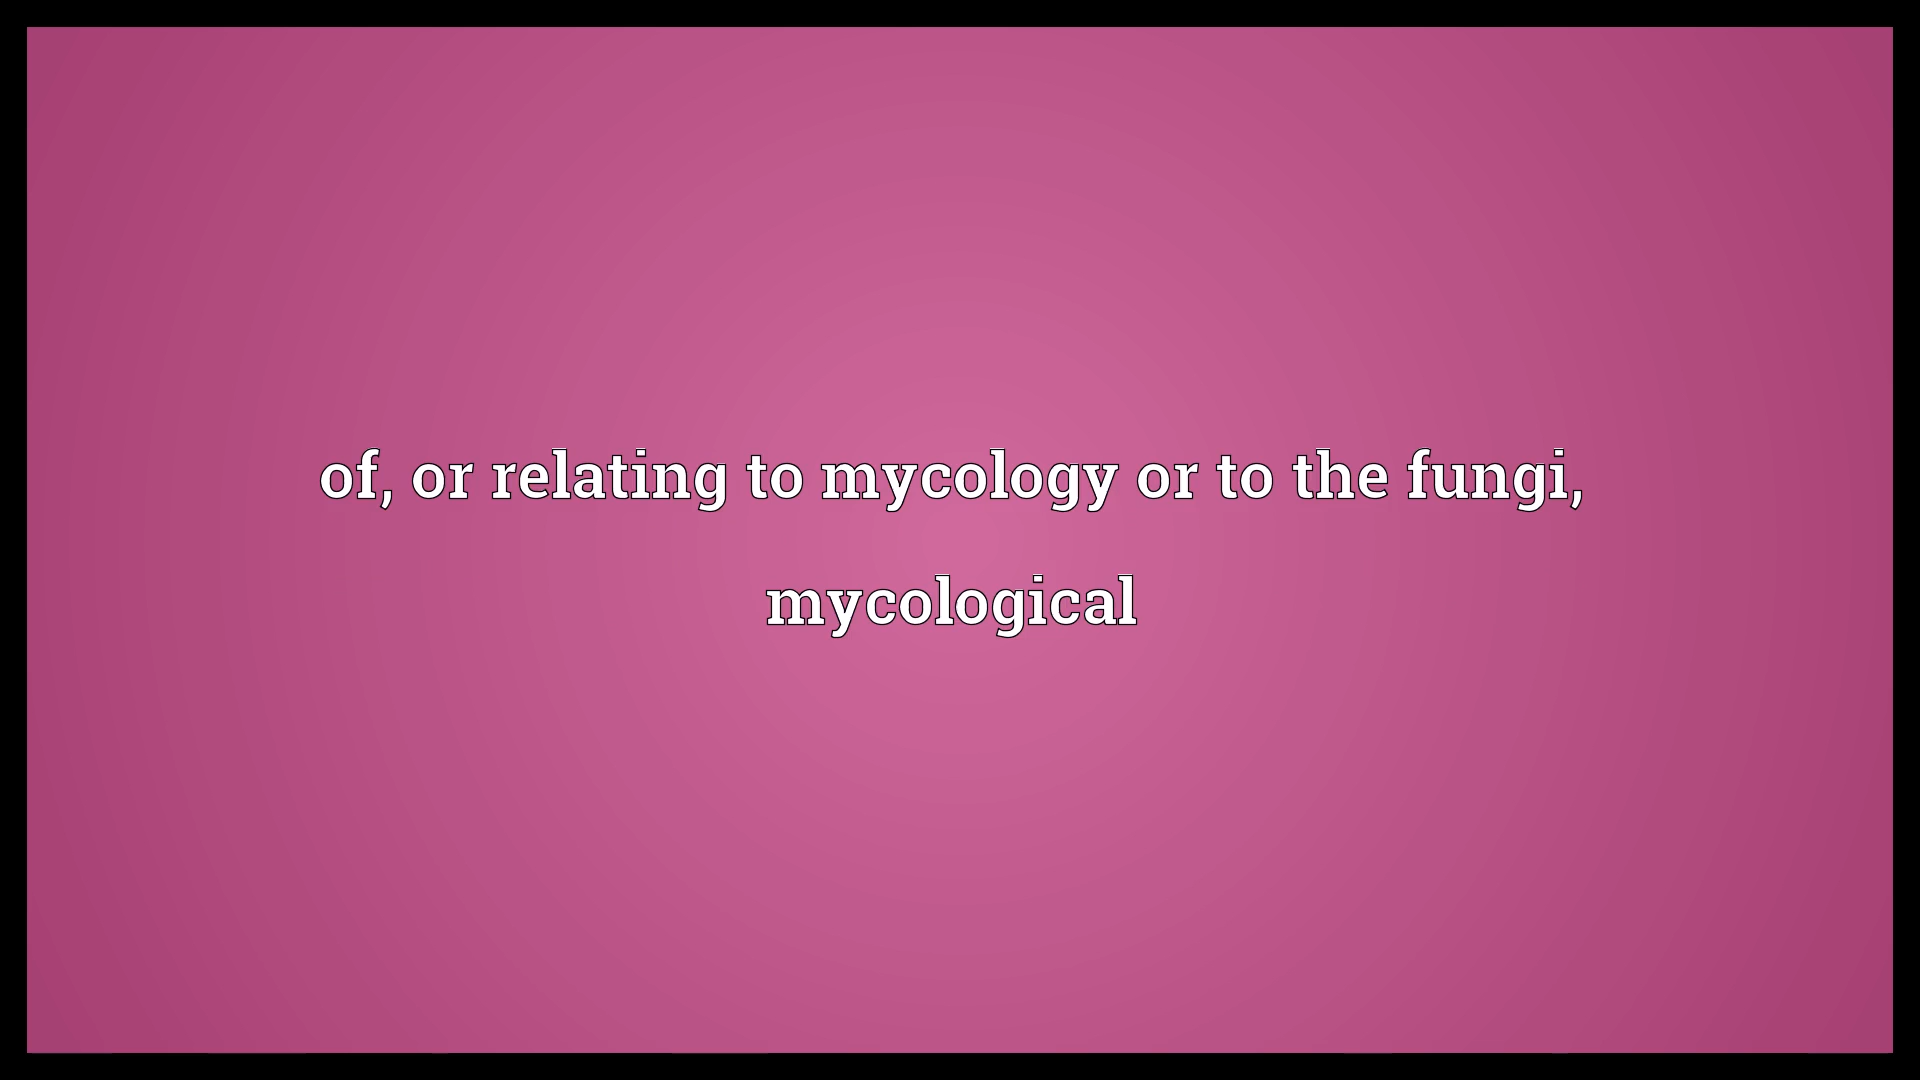 of, or relating to mycology or to the fungi,
mycological